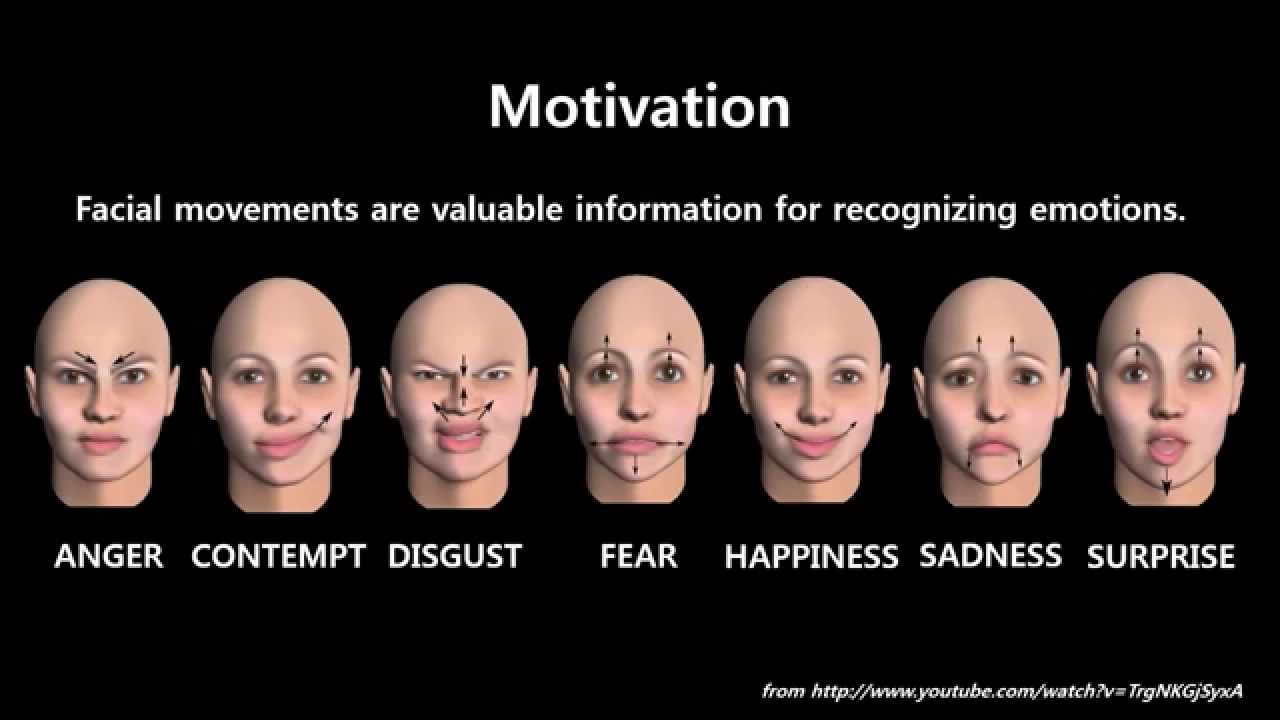 Motivation
Facial movements are valuable information for recognizing emotions.
ANGER CONTEMPT DISGUST FEAR HAPPINESS SADNESS SURPRISE
from http://www.youtube.com/watch?v=TrgNKGjSyxA